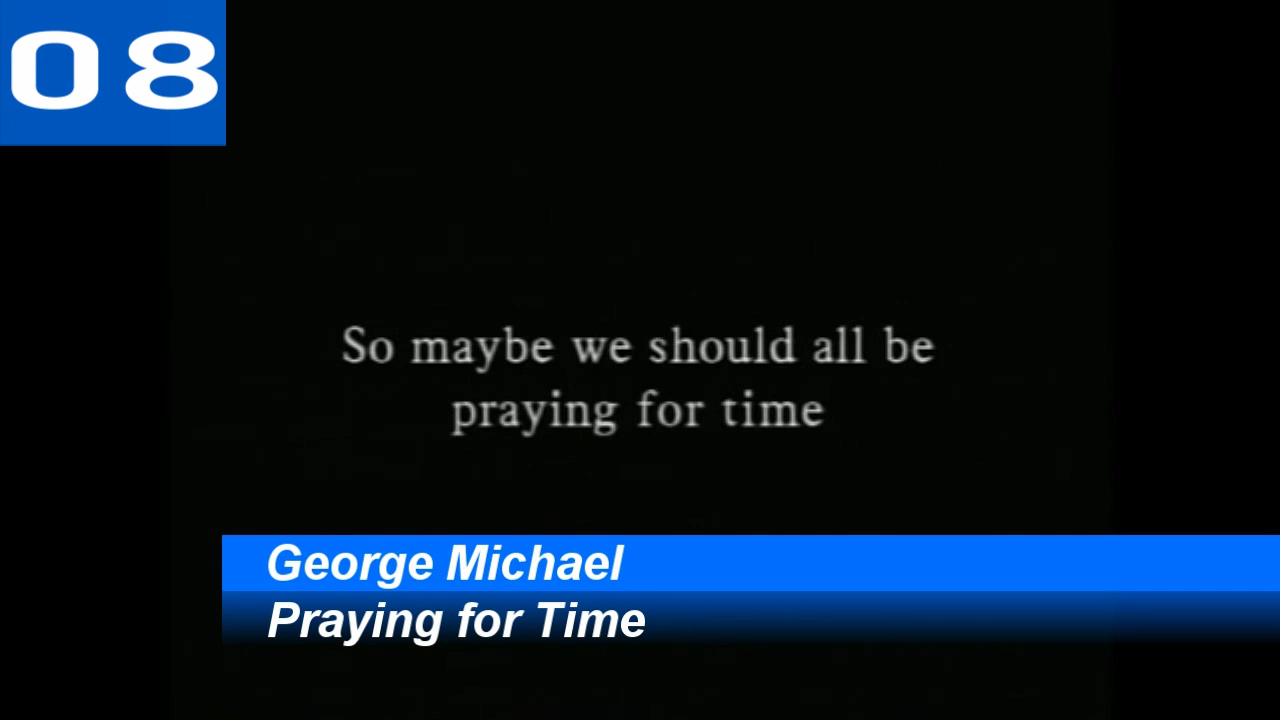 08
So maybe we should all be
praying for time
George Michael
Praying for Time